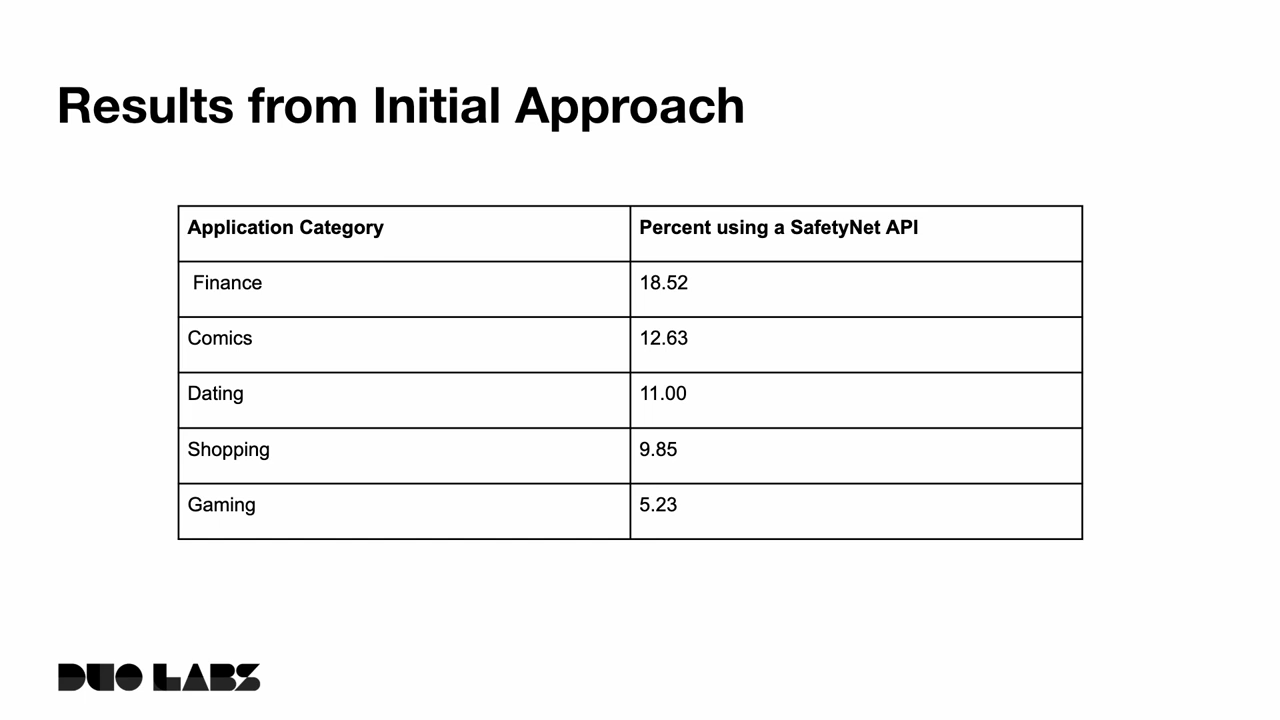 Results from Initial Approach
Application Category Percent using a SafetyNet API
Finance 18.52
Comics 12.63
Dating 11.00
Shopping 9.85
Gaming 5.23
DUO LABS